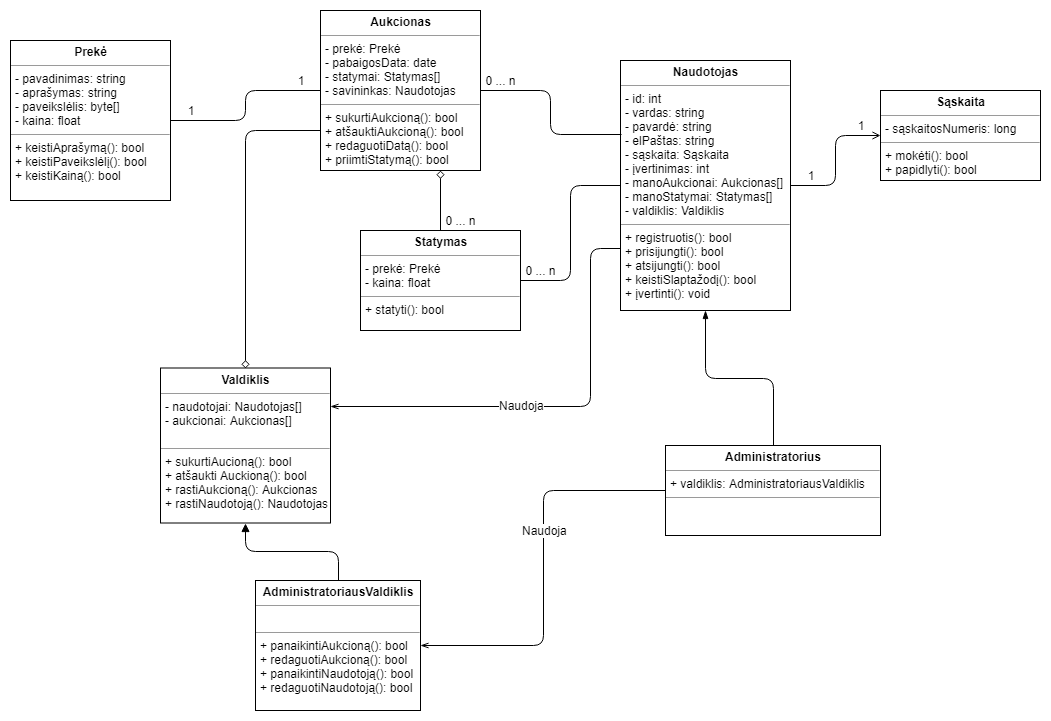 Prekė
- pavadinimas: string
- aprašymas: string
- paveikslėlis: byte[]
- kaina: float
+ keistiAprašymą(): bool
+ keistiPaveikslėlį(): bool
+ keistiKainą(): bool
1
1
Aukcionas
- prekė: Prekė
- pabaigosData: date
- statymai: Statymas[]
- savininkas: Naudotojas
+ sukurtiAukcioną(): bool
+ atšauktiAukcioną(): bool
+ redaguotiDatą(): bool
+ priimtiStatymą(): bool
0 ... n
0 ... n
Statymas
- prekė: Prekė
- kaina: float
+ statyti(): bool
0 ... n
Naudotojas
- id: int
- vardas: string
- pavardė: string
- elPaštas: string
- sąskaita: Sąskaita
- įvertinimas: int
- manoAukcionai: Aukcionas[]
- manoStatymai: Statymas[]
- valdiklis: Valdiklis
+ registruotis(): bool
+ prisijungti(): bool
+ atsijungti(): bool
+ keistiSlaptažodį(): bool
+ įvertinti(): void
1
1
Sąskaita
- sąskaitosNumeris: long
+ mokėti(): bool
+ papidlyti(): bool
Valdiklis
- naudotojai: Naudotojas[]
- aukcionai: Aukcionas[]
+ sukurtiAucioną(): bool
+ atšaukti Auckioną(): bool
+ rastiAukcioną(): Aukcionas
+ rastiNaudotoją(): Naudotojas
Naudoja
Administratorius
+ valdiklis: AdministratoriausValdiklis
Naudoja
AdministratoriausValdiklis
+ panaikintiAukcioną(): bool
+ redaguotiAukcioną(): bool
+ panaikintiNaudotoją(): bool
+ redaguotiNaudotoją(): bool